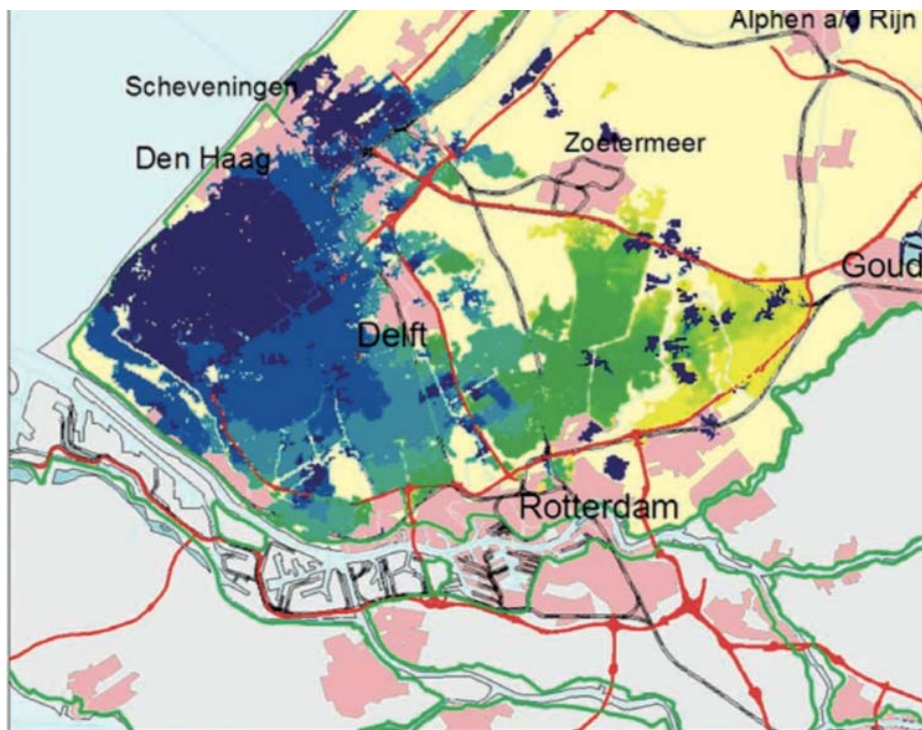 Alphen a/d Rijn
Scheveningen
Zoetermeer
Den Haag
Goud
Delft
Rotterdam